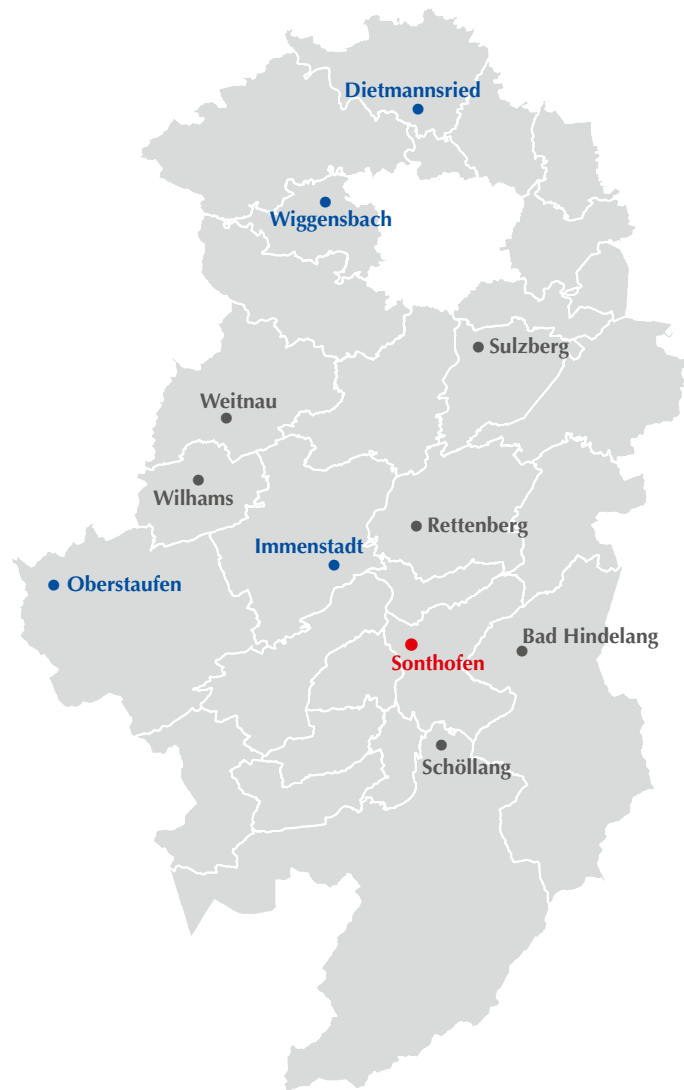 Dietmannsried
Wiggensbach
Sulzberg
Weitnau
Wilhams
Rettenberg
Immenstadt
Oberstaufen
Bad Hindelang
Sonthofen
Schöllang